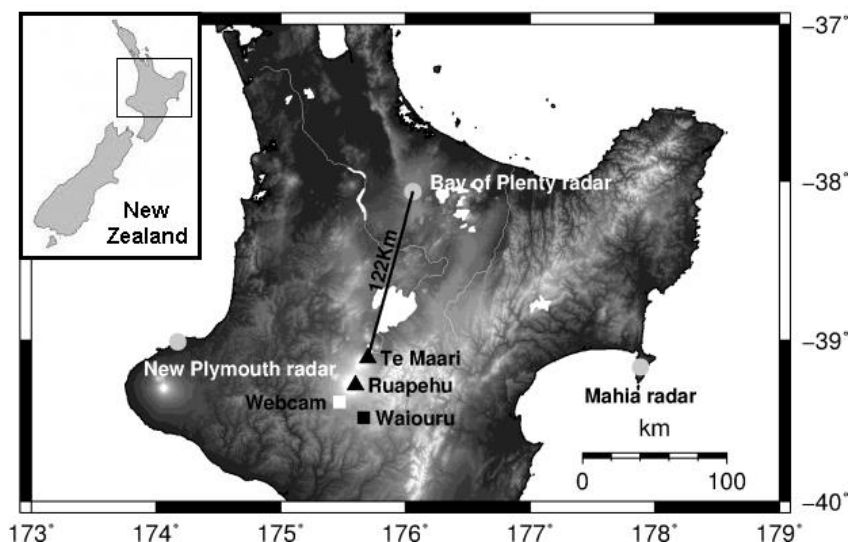 New
Zealand
-37˚
Bay of Plenty radar
-38˚
122Km
-39˚
Te Maari
New Plymouth radar
Ruapehu
Mahia radar
Webcam
Waiouru
km
0 100
-40˚
173˚ 174˚ 175˚ 176˚ 177˚ 178˚ 179˚